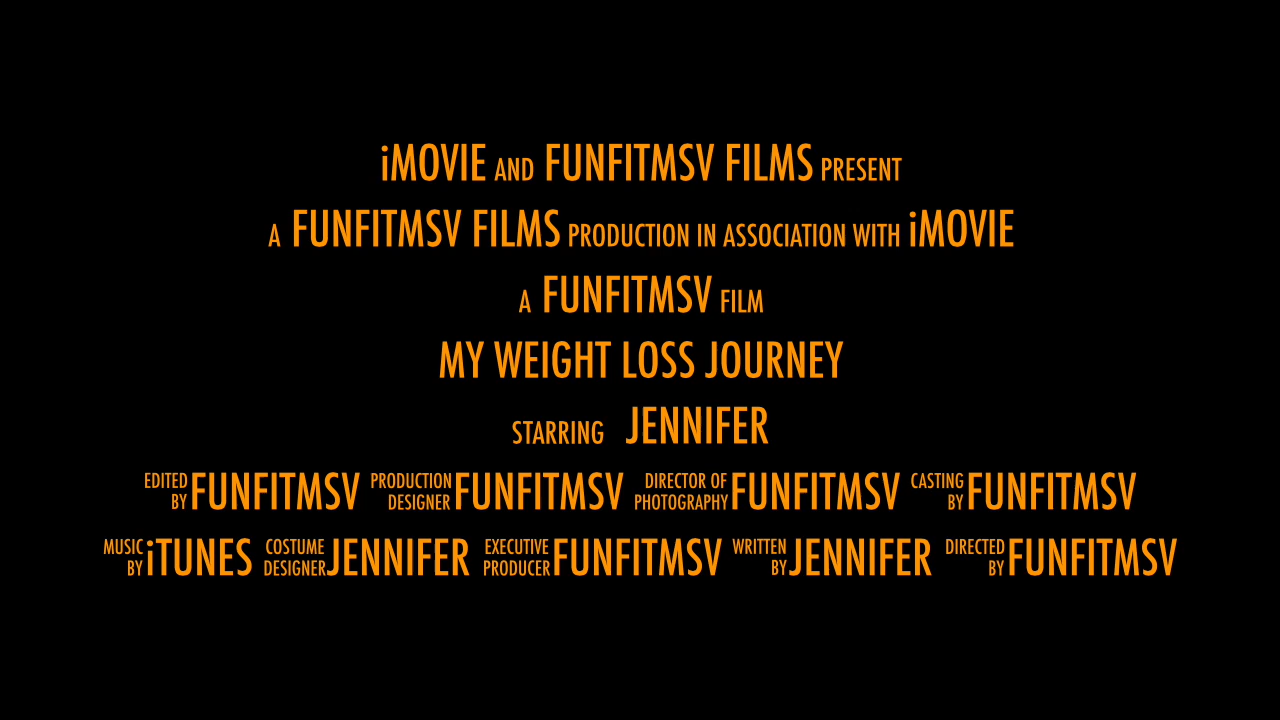 iMOVIE AND FUNFITMSV FILMS PRESENT
A FUNFITMSV FILMS PRODUCTION IN ASSOCIATION WITH iMOVIE
A FUNFITMSV FILM
MY WEIGHT LOSS JOURNEY
STARRING JENNIFER
EDITED BY FUNFITMSV PRODUCTION DESIGNER FUNFITMSV DIRECTOR OF PHOTOGRAPHY FUNFITMSV CASTING BY FUNFITMSV
MUSIC BY iTUNES COSTUME DESIGNER JENNIFER EXECUTIVE PRODUCER FUNFITMSV WRITTEN BY JENNIFER DIRECTED BY FUNFITMSV